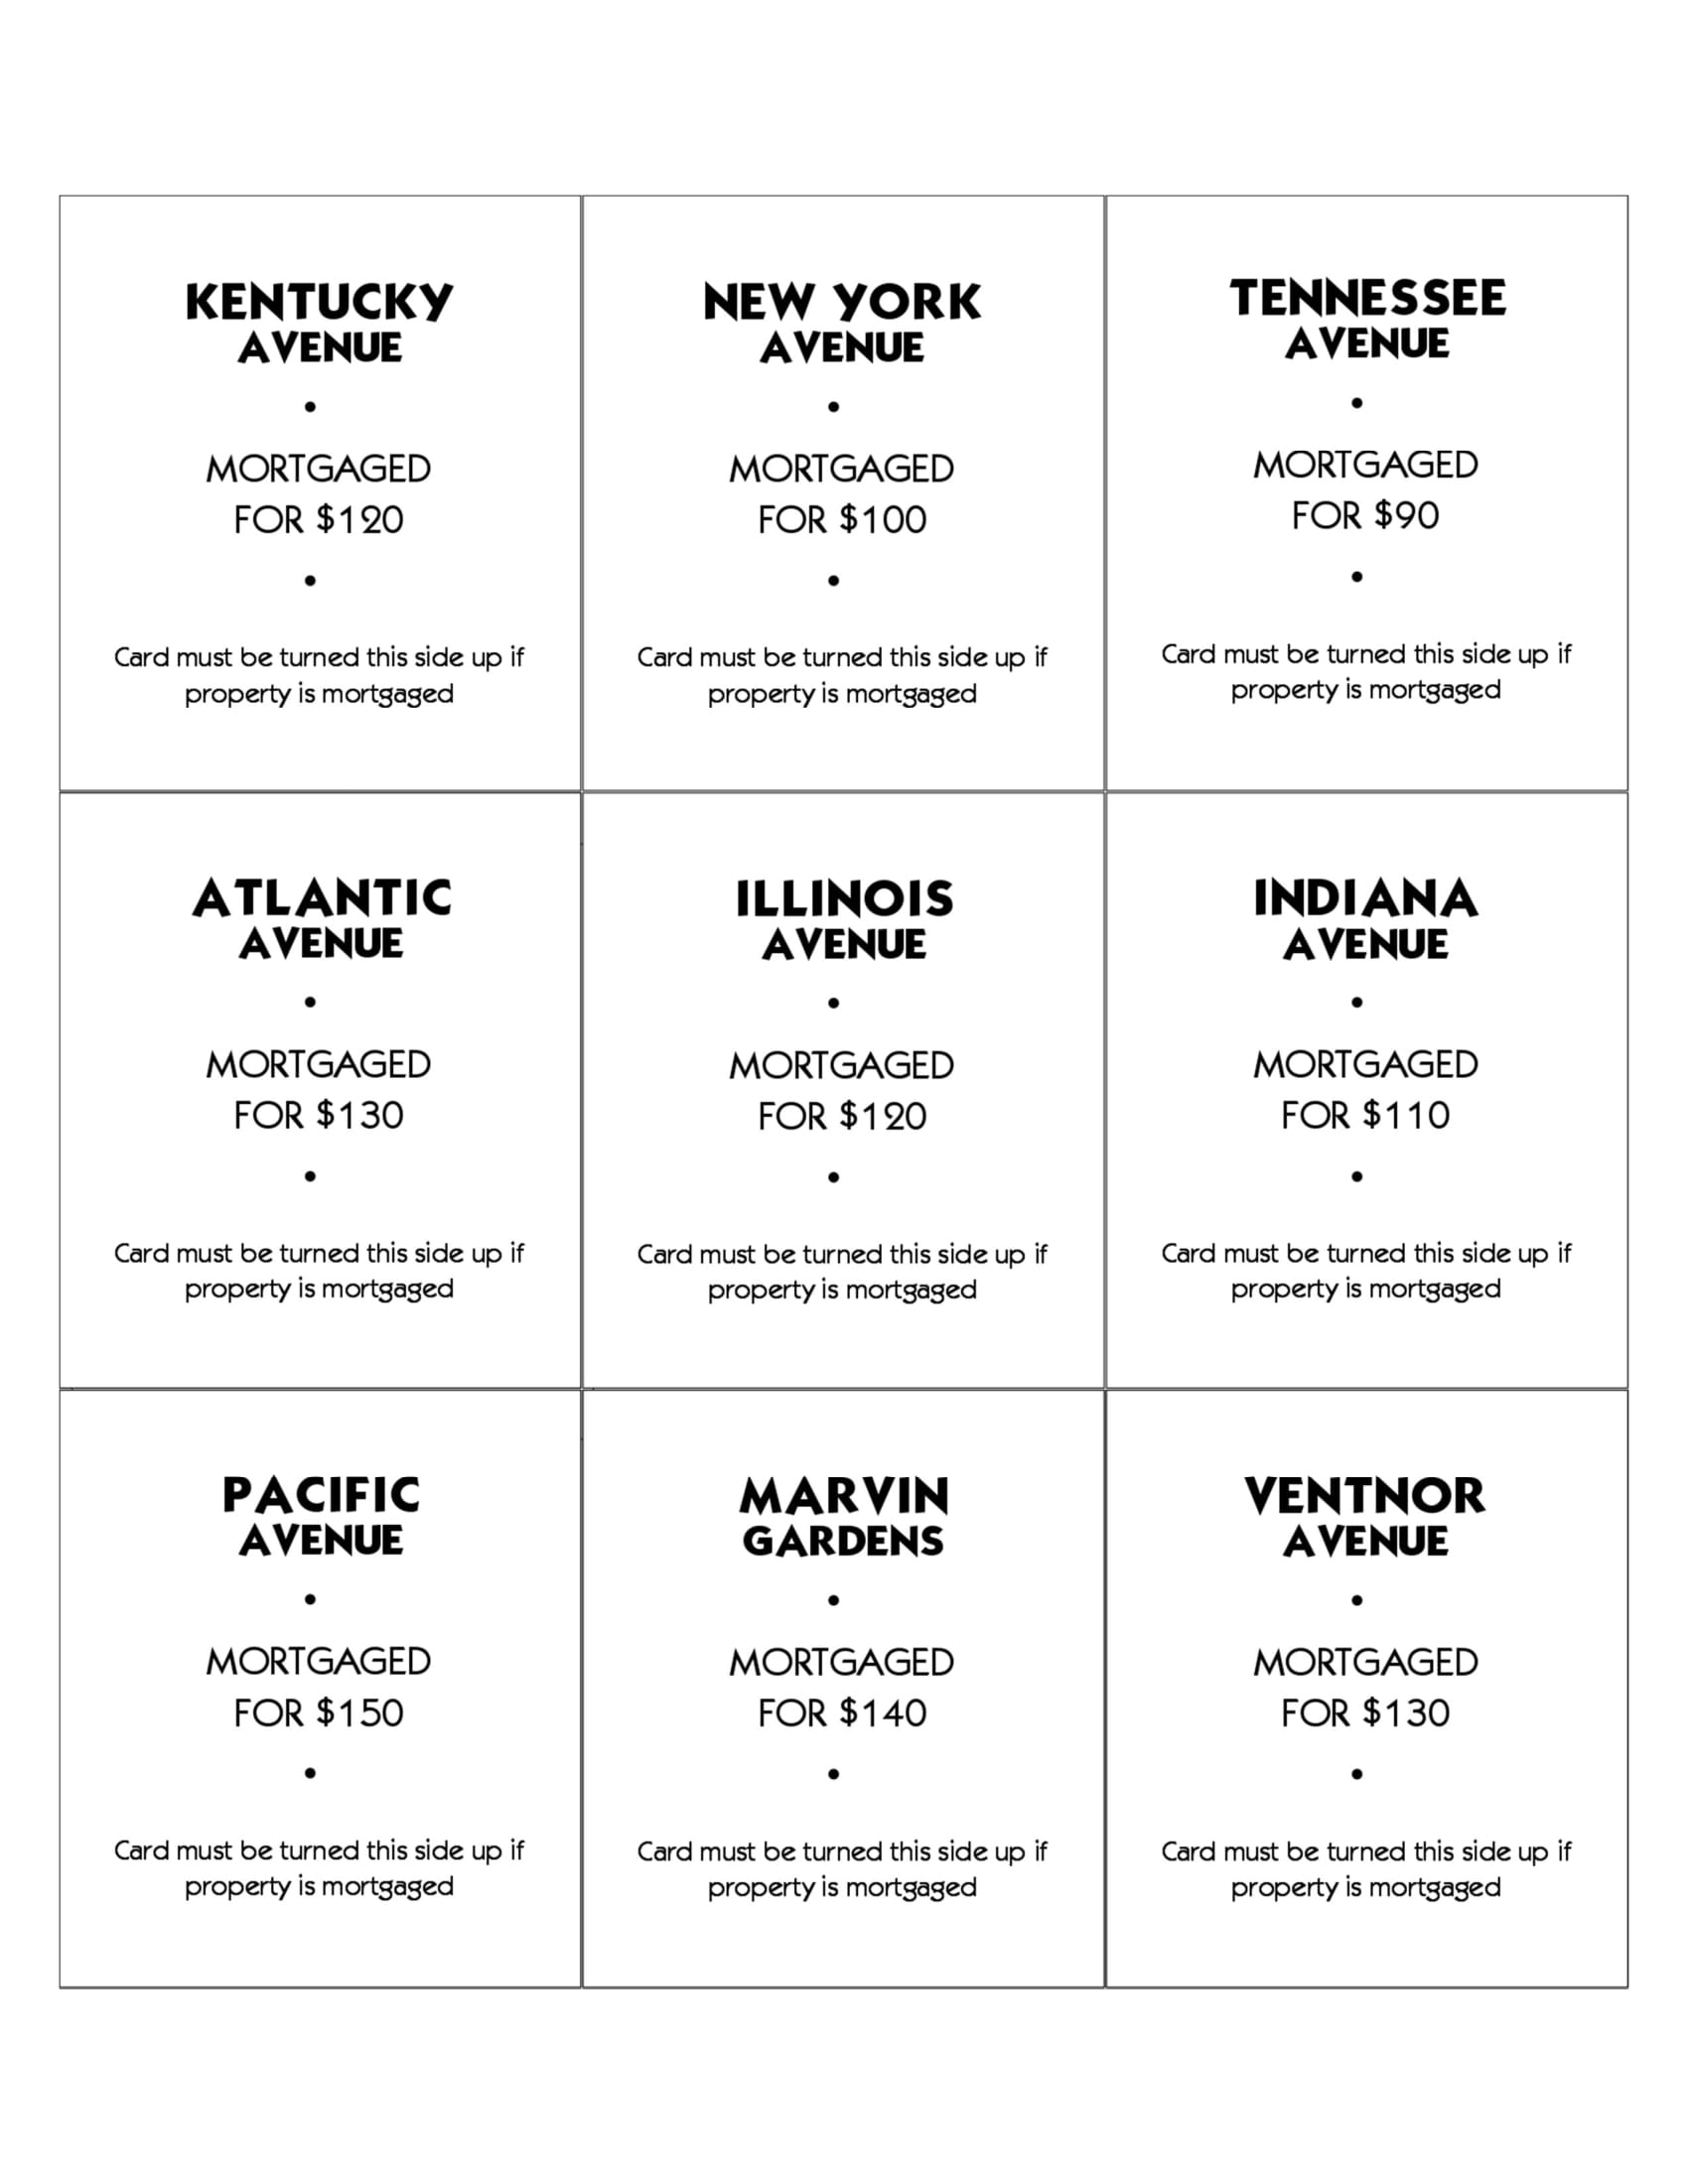 KENTUCKY
AVENUE
•
MORTGAGED
FOR $120
•
Card must be turned this side up if
property is mortgaged
NEW YORK
AVENUE
•
MORTGAGED
FOR $100
•
Card must be turned this side up if
property is mortgaged
TENNESSEE
AVENUE
•
MORTGAGED
FOR $90
•
Card must be turned this side up if
property is mortgaged
ATLANTIC
AVENUE
•
MORTGAGED
FOR $130
•
Card must be turned this side up if
property is mortgaged
ILLINOIS
AVENUE
•
MORTGAGED
FOR $120
•
Card must be turned this side up if
property is mortgaged
INDIANA
AVENUE
•
MORTGAGED
FOR $110
•
Card must be turned this side up if
property is mortgaged
PACIFIC
AVENUE
•
MORTGAGED
FOR $150
•
Card must be turned this side up if
property is mortgaged
MARVIN
GARDENS
•
MORTGAGED
FOR $140
•
Card must be turned this side up if
property is mortgaged
VENTNOR
AVENUE
•
MORTGAGED
FOR $130
•
Card must be turned this side up if
property is mortgaged